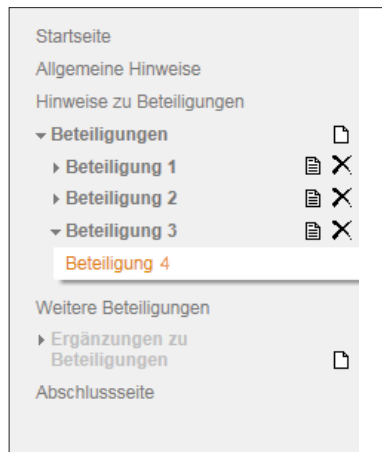 Startseite
Allgemeine Hinweise
Hinweise zu Beteiligungen
Beteiligungen
Beteiligung 1
Beteiligung 2
Beteiligung 3
Beteiligung 4
Weitere Beteiligungen
Ergänzungen zu
Beteiligungen
Abschlussseite